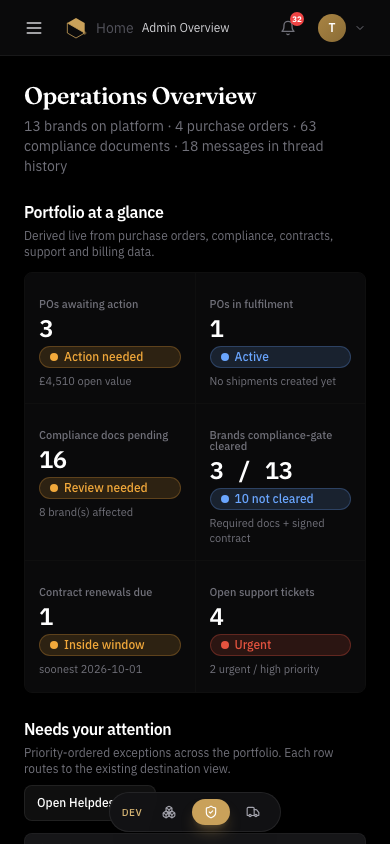 32
Home Admin Overview
T
Operations Overview
13 brands on platform · 4 purchase orders · 63
compliance documents · 18 messages in thread
history
Portfolio at a glance
Derived live from purchase orders, compliance, contracts,
support and billing data.
POs awaiting action
3
Action needed
£4,510 open value
POs in fulfilment
1
Active
No shipments created yet
Compliance docs pending
16
Review needed
8 brand(s) affected
Brands compliance-gate
cleared
3 / 13
10 not cleared
Required docs + signed
contract
Contract renewals due
1
Inside window
soonest 2026-10-01
Open support tickets
4
Urgent
2 urgent / high priority
Needs your attention
Priority-ordered exceptions across the portfolio. Each row
routes to the existing destination view.
Open Helpdes
DEV